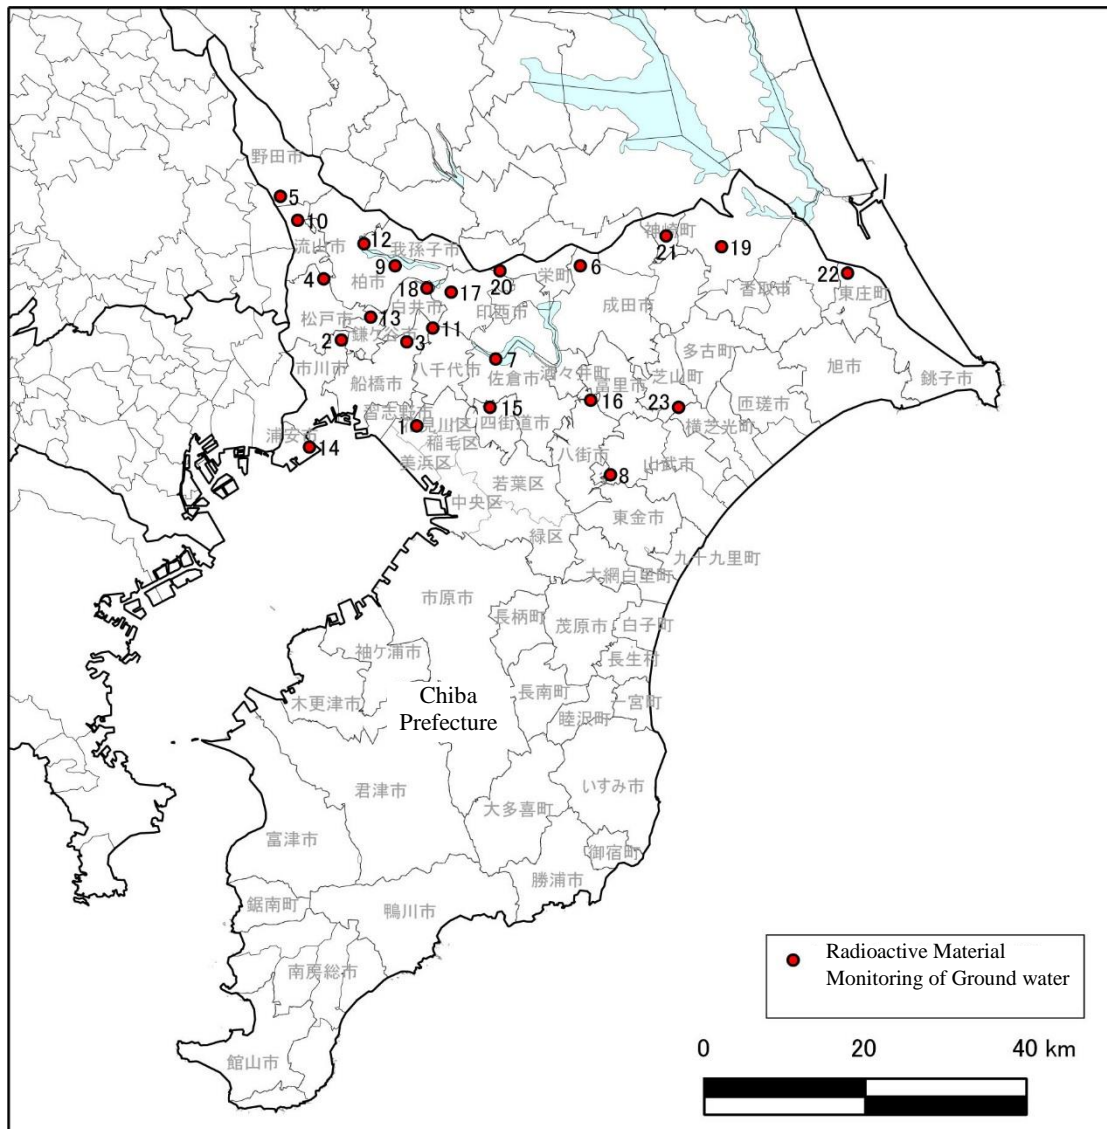 野田市
5
10
12
流山市
我孫子市
神崎町
21
19
9
栄町
6
22
4
柏市
18
17
20
成田市
香取市
東庄町
白井市
印西市
松戸市
13
鎌ケ谷市
11
2
3
多古町
7
旭市
市川市
船橋市
八千代市
佐倉市
酒々井町
芝山町
銚子市
富里市
16
匝瑳市
習志野市
15
23
1
見川区
四街道市
横芝光町
浦安市
14
稲毛区
八街市
美浜区
山武市
若葉区
8
中央区
東金市
緑区
九十九里町
大網白里町
市原市
長柄町
茂原市
白子町
袖ケ浦市
長生村
Chiba
Prefecture
長南町
木更津市
一宮町
睦沢町
君津市
いすみ市
大多喜町
富津市
御宿町
勝浦市
鋸南町
鴨川市
南房総市
館山市
Radioactive Material
Monitoring of Ground water
0 20 40 km